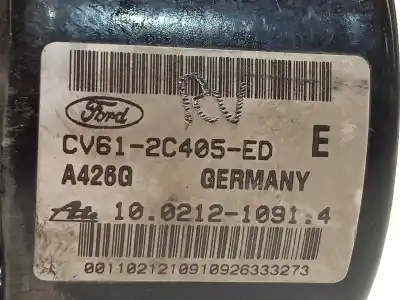 Ford
CV61-2C405-ED E
A426G GERMANY
Ate 10.0212-1091.4
00110212109109263332​73